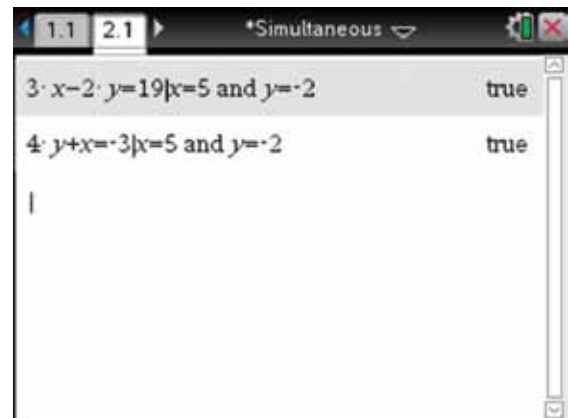 1.1 2.1 *Simultaneous
3· x−2· y=19|x=5 and y=-2 true
4· y+x=-3|x=5 and y=-2 true